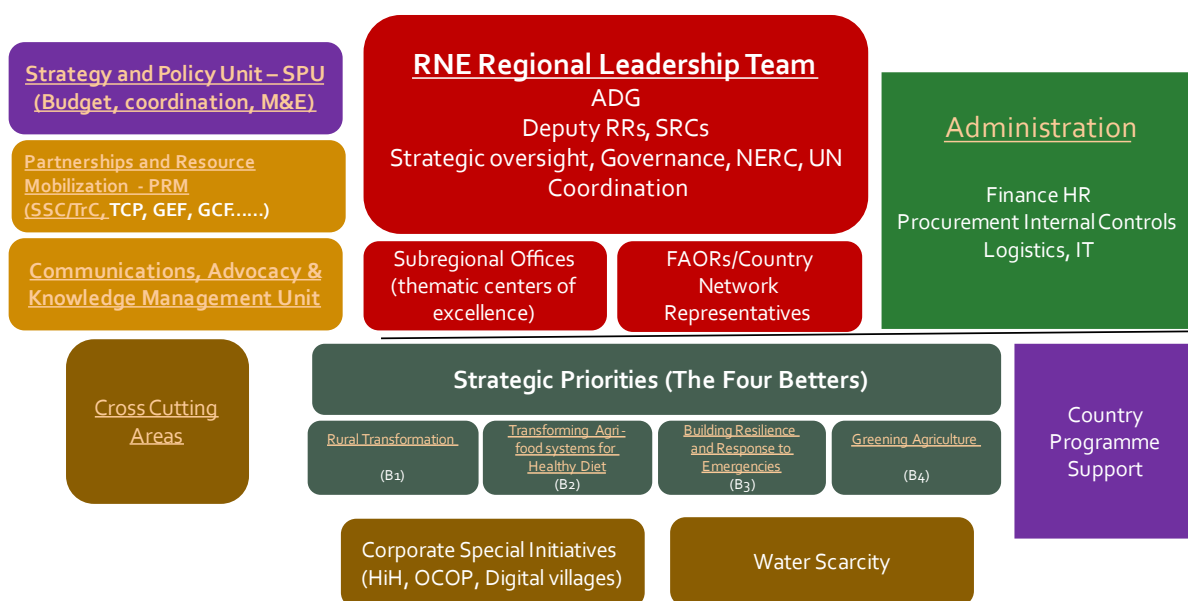 Strategy and Policy Unit – SPU
(Budget, coordination, M&E)
Partnerships and Resource
Mobilization - PRM
(SSC/TrC, TCP, GEF, GCF......)
Communications, Advocacy &
Knowledge Management Unit
RNE Regional Leadership Team
ADG
Deputy RRs, SRCs
Strategic oversight, Governance, NERC, UN
Coordination
Subregional Offices
(thematic centers of
excellence)
FAORs/Country
Network
Representatives
Administration
Finance HR
Procurement Internal Controls
Logistics, IT
Cross Cutting
Areas
Strategic Priorities (The Four Betters)
Rural Transformation
(B1)
Transforming Agri-
food systems for
Healthy Diet
(B2)
Building Resilience
and Response to
Emergencies
(B3)
Greening Agriculture
(B4)
Country
Programme
Support
Corporate Special Initiatives
(HiH, OCOP, Digital villages)
Water Scarcity